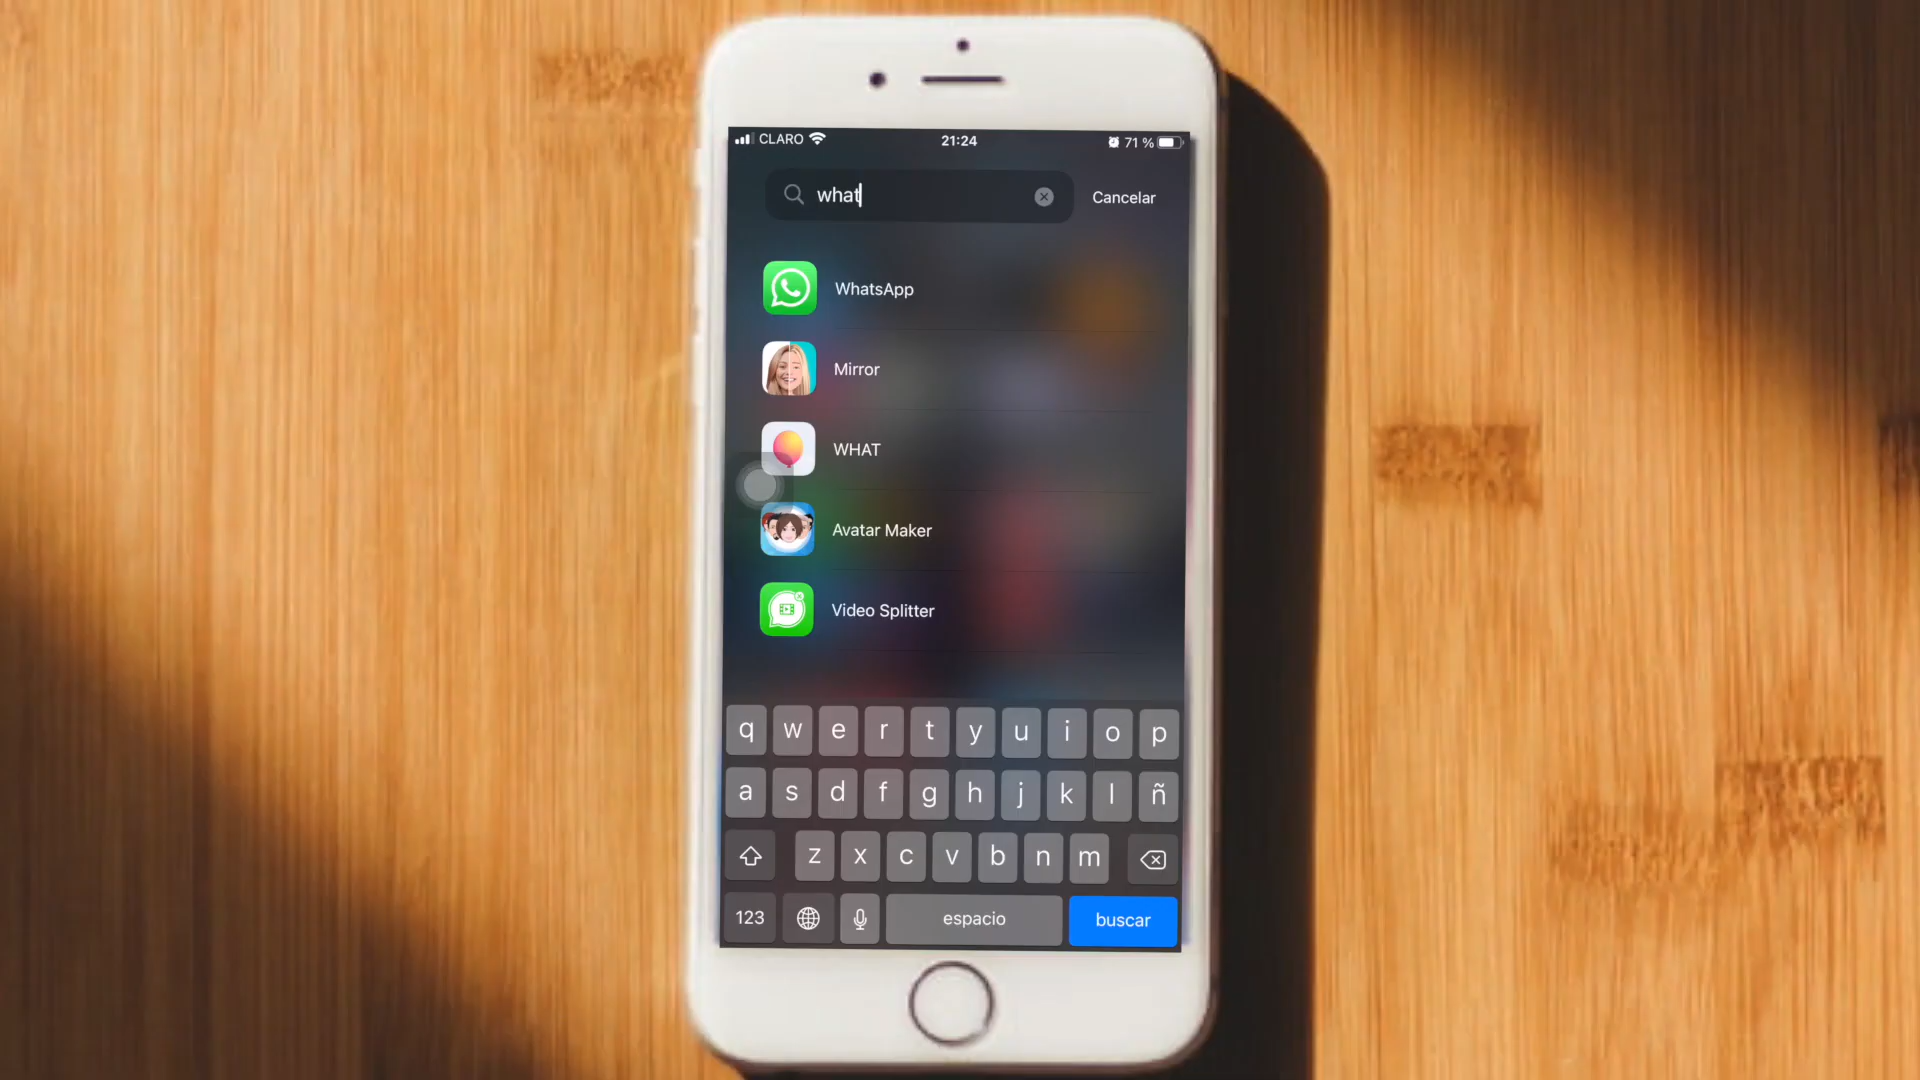 CLARO 21:24 71 %
what Cancelar
WhatsApp
Mirror
WHAT
Avatar Maker
Video Splitter
q w e r t y u i o p
a s d f g h j k l ñ
z x c v b n m
123 espacio buscar